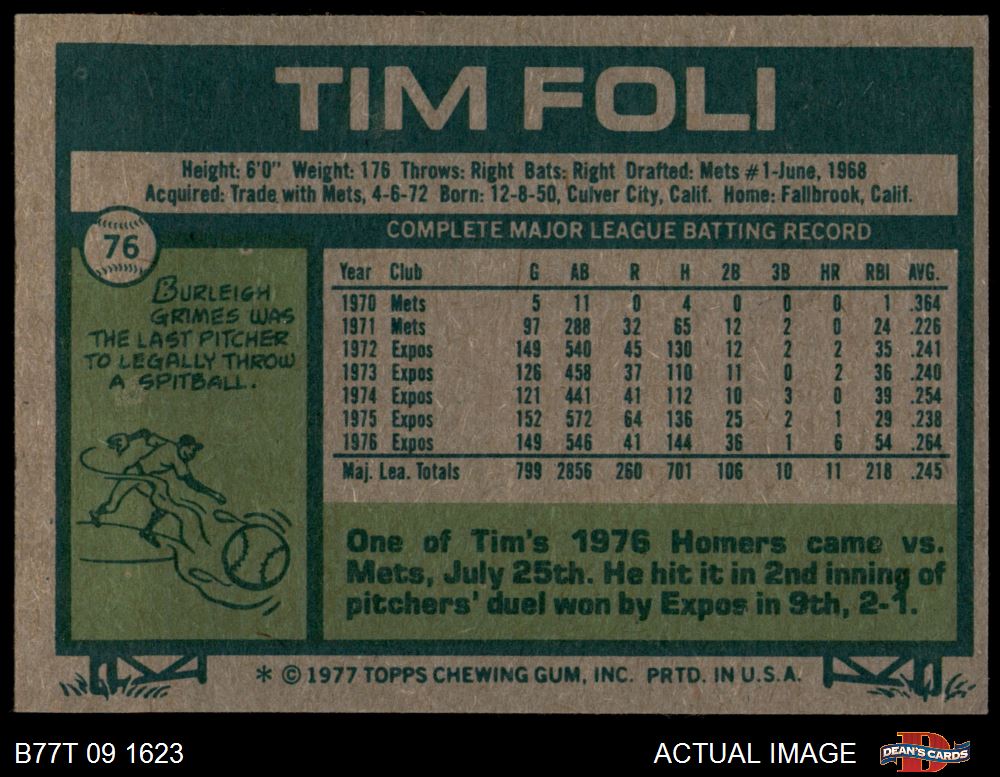 TIM FOLI
Height: 6'0" Weight: 176 Throws: Right Bats: Right Drafted: Mets #1-June, 1968
Acquired: Trade with Mets, 4-6-72 Born: 12-8-50, Culver City, Calif. Home: Fallbrook, Calif.
76
BURLEIGH
GRIMES WAS
THE LAST PITCHER
TO LEGALLY THROW
A SPITBALL.
COMPLETE MAJOR LEAGUE BATTING RECORD
Year Club G AB R H 2B 3B HR RBI AVG.
1970 Mets 5 11 0 4 0 0 0 1 .364
1971 Mets 97 288 32 65 12 2 0 24 .226
1972 Expos 149 540 45 130 12 2 2 35 .241
1973 Expos 126 458 37 110 11 0 2 36 .240
1974 Expos 121 441 41 112 10 3 0 39 .254
1975 Expos 152 572 64 136 25 2 1 29 .238
1976 Expos 149 546 41 144 36 1 6 54 .264
Maj. Lea. Totals 799 2856 260 701 106 10 11 218 .245
One of Tim's 1976 Homers came vs.
Mets, July 25th. He hit it in 2nd inning of
pitchers' duel won by Expos in 9th, 2-1.
* © 1977 TOPPS CHEWING GUM, INC. PRTD. IN U.S.A.
B77T 09 1623
ACTUAL IMAGE
D
DEAN'S CARDS